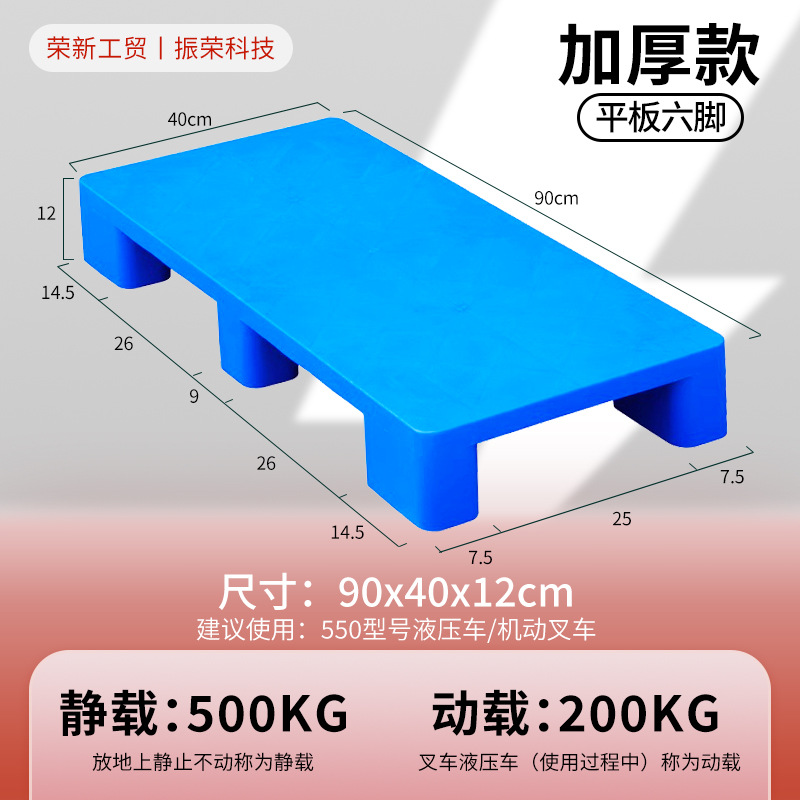 荣新工贸丨振荣科技
加厚款
平板六脚
40cm
90cm
12
14.5
26
9
26
14.5
7.5
25
7.5
尺寸：90x40x12cm
建议使用：550型号液压车/机动叉车
静载:500KG
放地上静止不动称为静载
动载:200KG
叉车液压车（使用过程中）称为动载